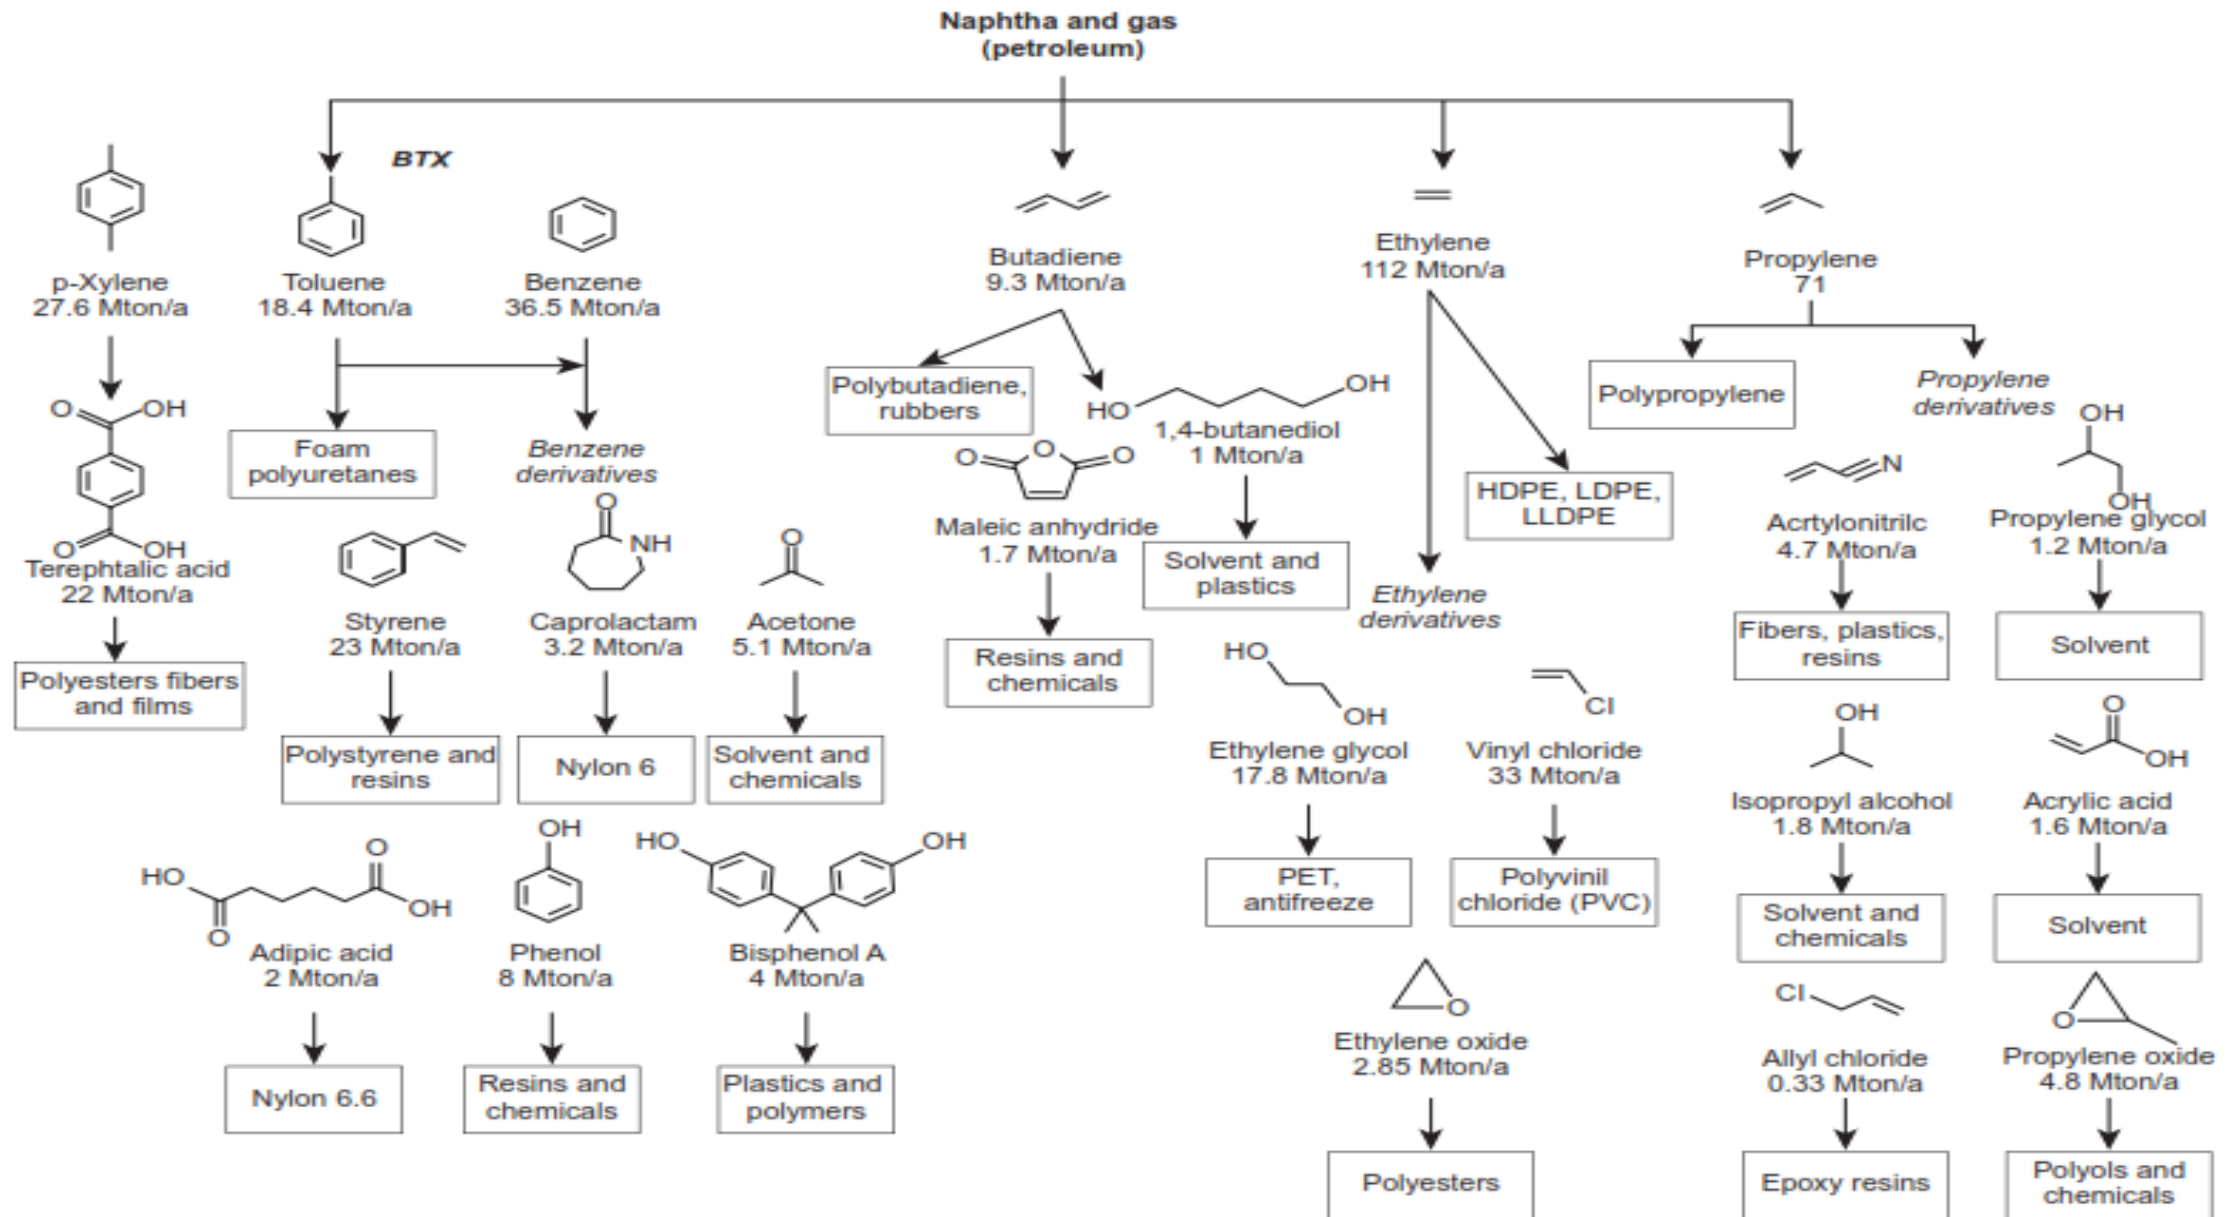 Naphtha and gas
(petroleum)
BTX
p-Xylene
27.6 Mton/a
Toluene
18.4 Mton/a
Benzene
36.5 Mton/a
Butadiene
9.3 Mton/a
Ethylene
112 Mton/a
Propylene
71
O
OH
O
OH
Terephtalic acid
22 Mton/a
Polyesters fibers
and films
Foam
polyuretanes
Benzene
derivatives
Styrene
23 Mton/a
Polystyrene and
resins
O
NH
Caprolactam
3.2 Mton/a
Nylon 6
O
Acetone
5.1 Mton/a
Solvent and
chemicals
HO
O
O
OH
Adipic acid
2 Mton/a
Nylon 6.6
OH
Phenol
8 Mton/a
Resins and
chemicals
HO
OH
Bisphenol A
4 Mton/a
Plastics and
polymers
Polybutadiene,
rubbers
HO
OH
1,4-butanediol
1 Mton/a
Solvent and
plastics
O
O
O
Maleic anhydride
1.7 Mton/a
Resins and
chemicals
HDPE, LDPE,
LLDPE
Ethylene
derivatives
HO
OH
Ethylene glycol
17.8 Mton/a
PET,
antifreeze
Cl
Vinyl chloride
33 Mton/a
Polyvinil
chloride (PVC)
O
Ethylene oxide
2.85 Mton/a
Polyesters
Polypropylene
Propylene
derivatives
N
Acrtylonitrilc
4.7 Mton/a
Fibers, plastics,
resins
OH
OH
Propylene glycol
1.2 Mton/a
Solvent
OH
Isopropyl alcohol
1.8 Mton/a
Solvent and
chemicals
O
OH
Acrylic acid
1.6 Mton/a
Solvent
Cl
Allyl chloride
0.33 Mton/a
Epoxy resins
O
Propylene oxide
4.8 Mton/a
Polyols and
chemicals